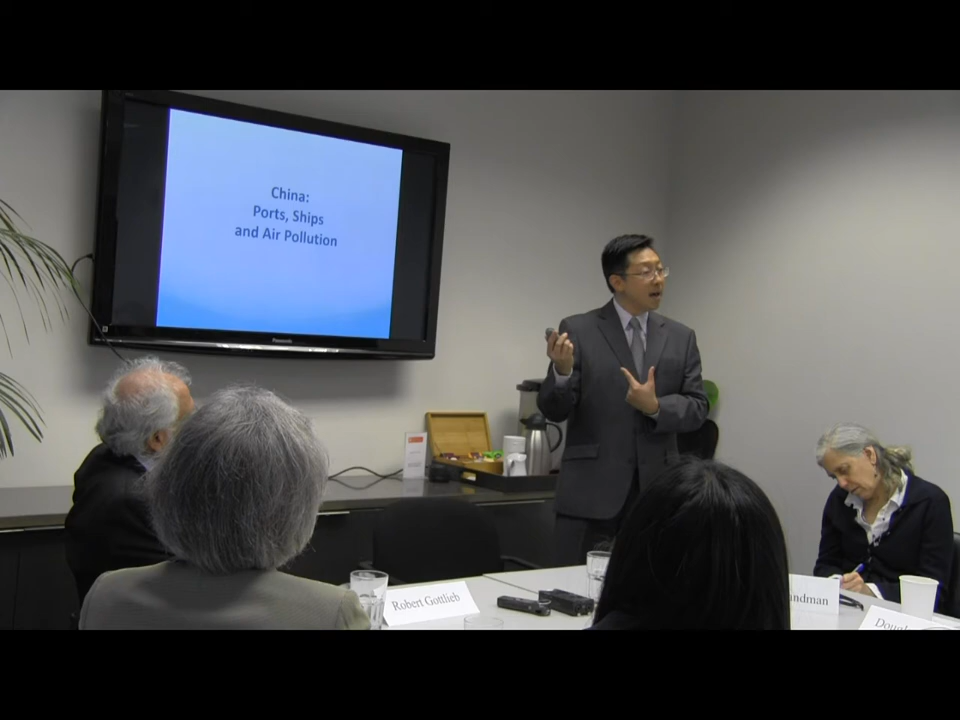 China:
Ports, Ships
and Air Pollution
Panasonic
Robert Gottlieb